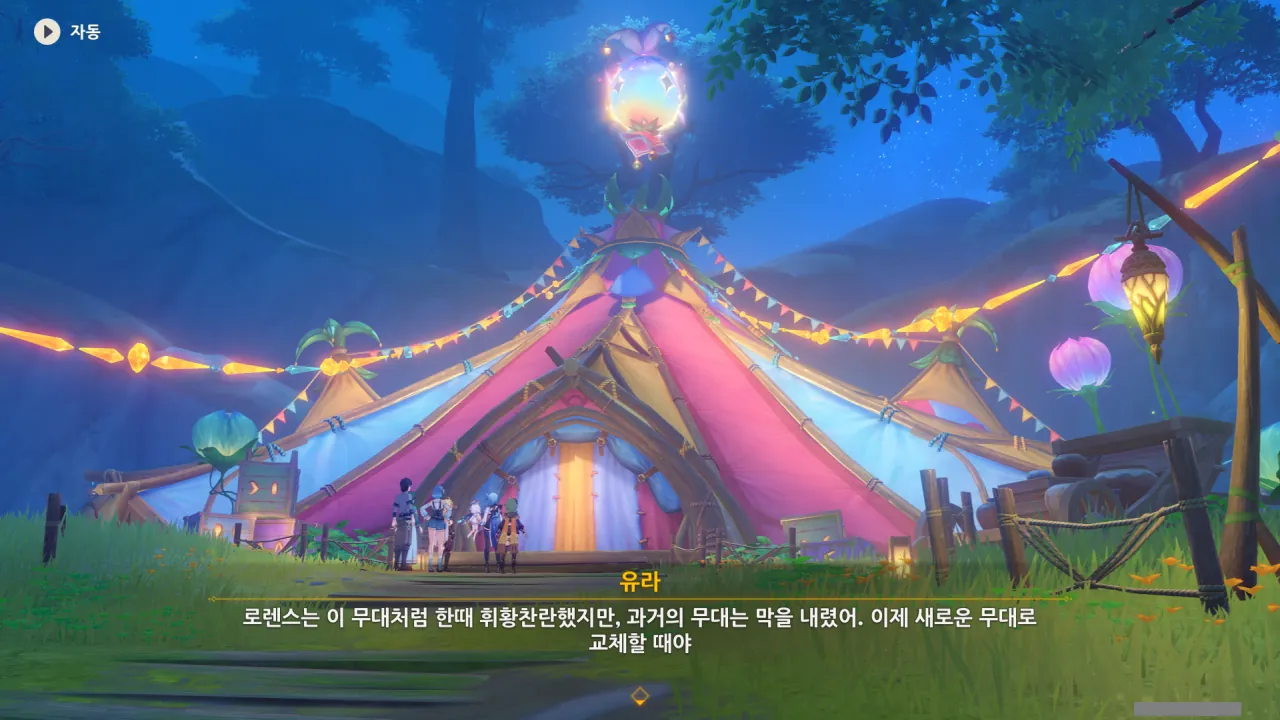 자동
유라
로렌스는 이 무대처럼 한때 휘황찬란했지만, 과거의 무대는 막을 내렸어. 이제 새로운 무대로
교체할 때야